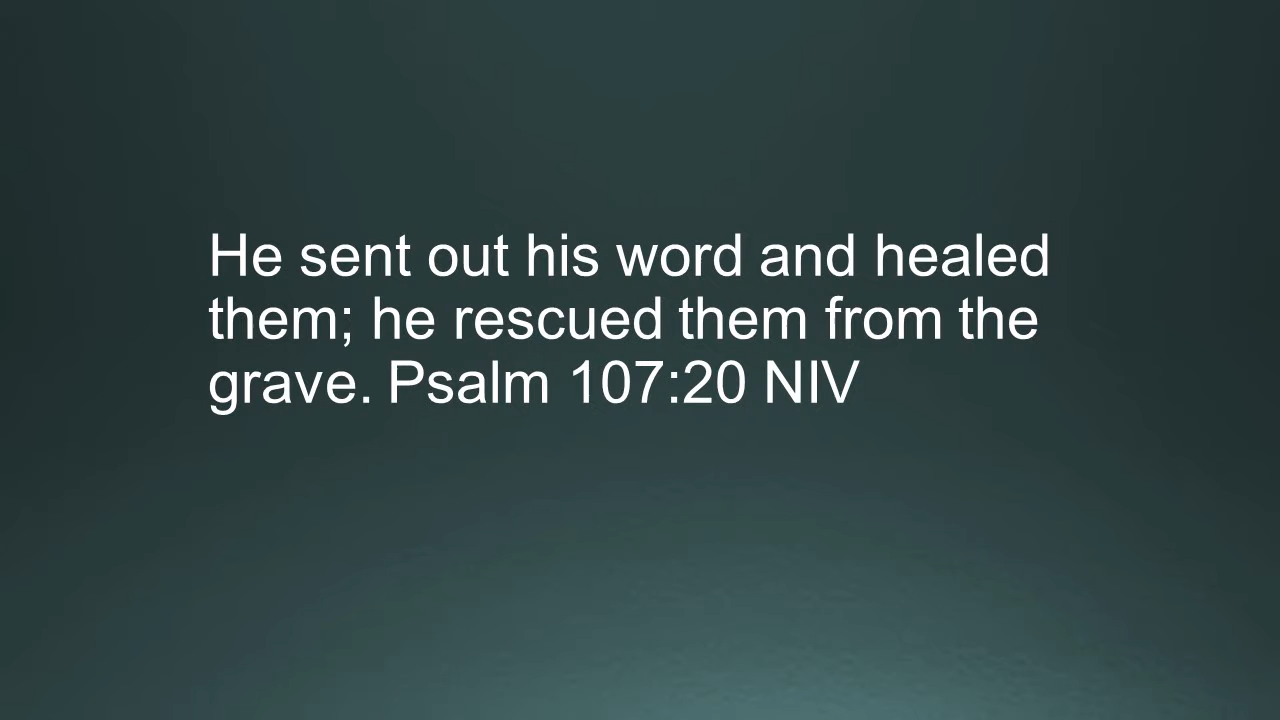 He sent out his word and healed
them; he rescued them from the
grave. Psalm 107:20 NIV